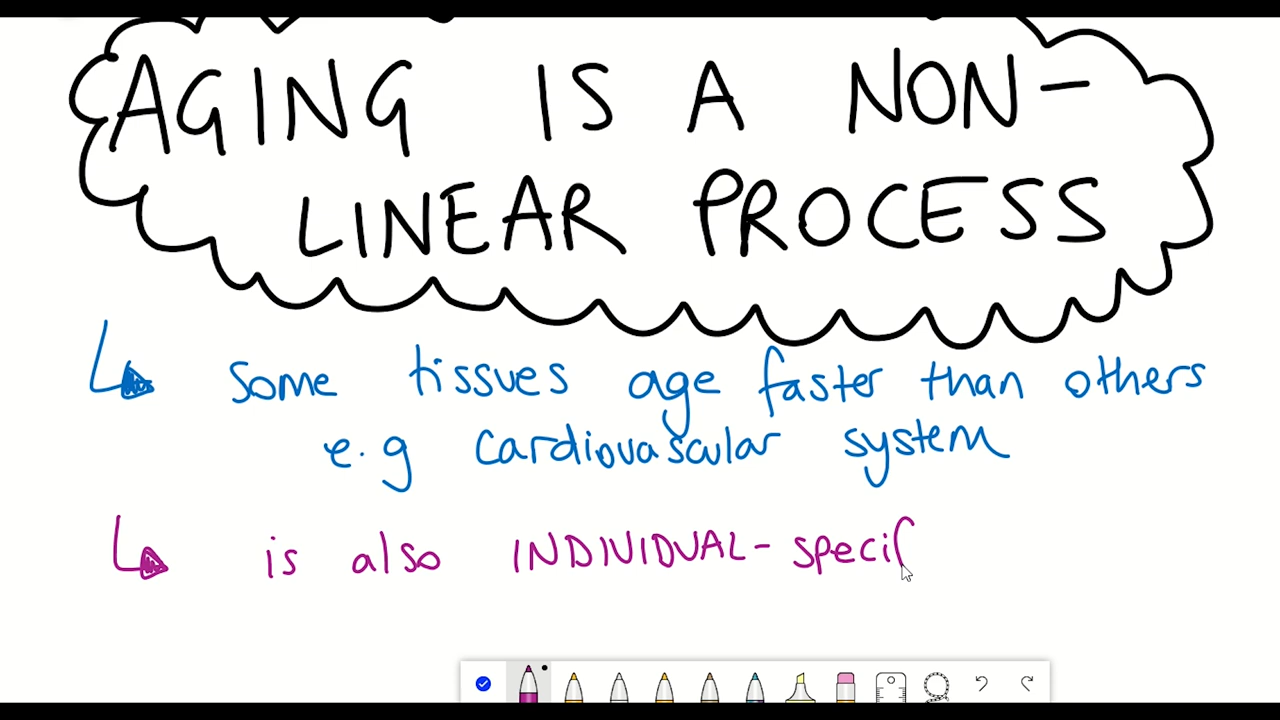 AGING IS A NON-
LINEAR PROCESS
some tissues age faster than others
e.g cardiovascular system
is also INDIVIDUAL-specif